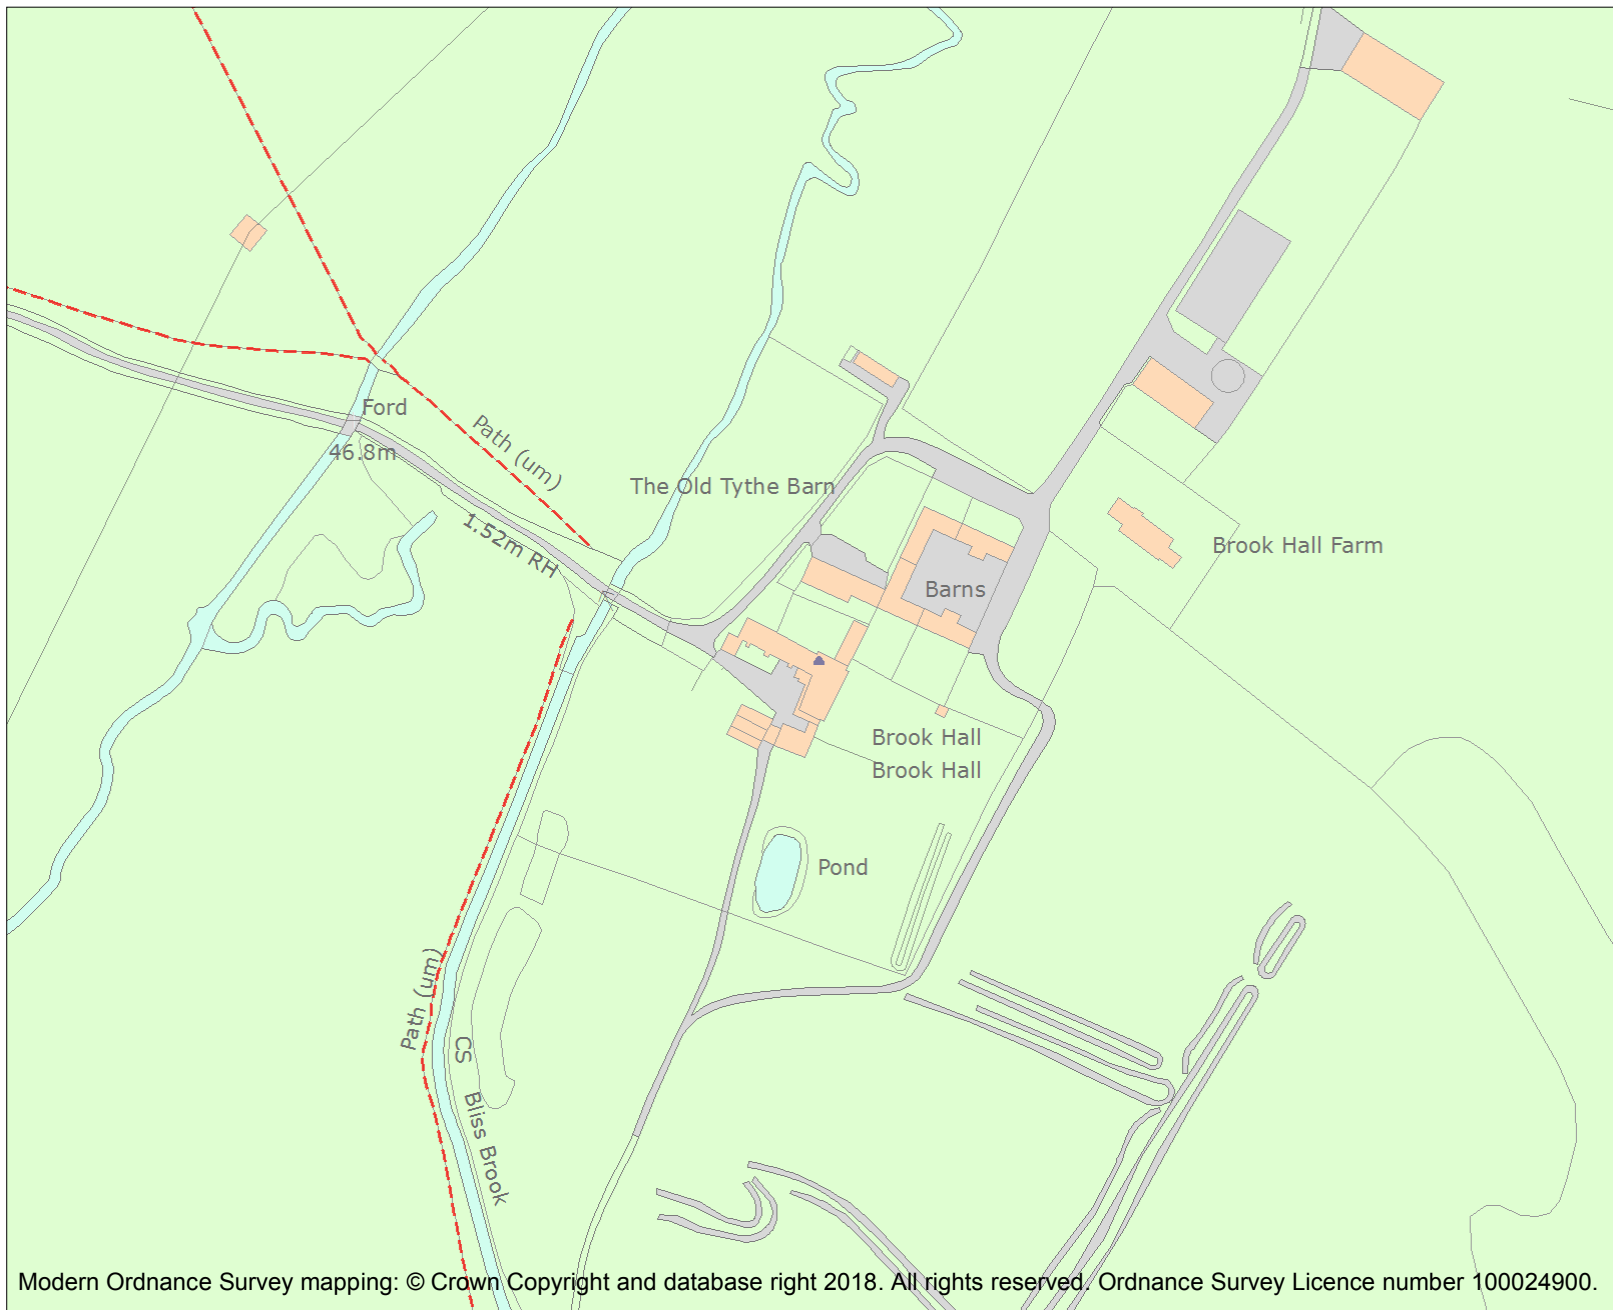 Ford
Path (um)
46.8m
The Old Tythe Barn
1.52m RH
Brook Hall Farm
Barns
Brook Hall
Brook Hall
Pond
Path (um)
CS
Bliss Brook
Modern Ordnance Survey mapping: © Crown Copyright and database right 2018. All rights reserved. Ordnance Survey Licence number 100024900.